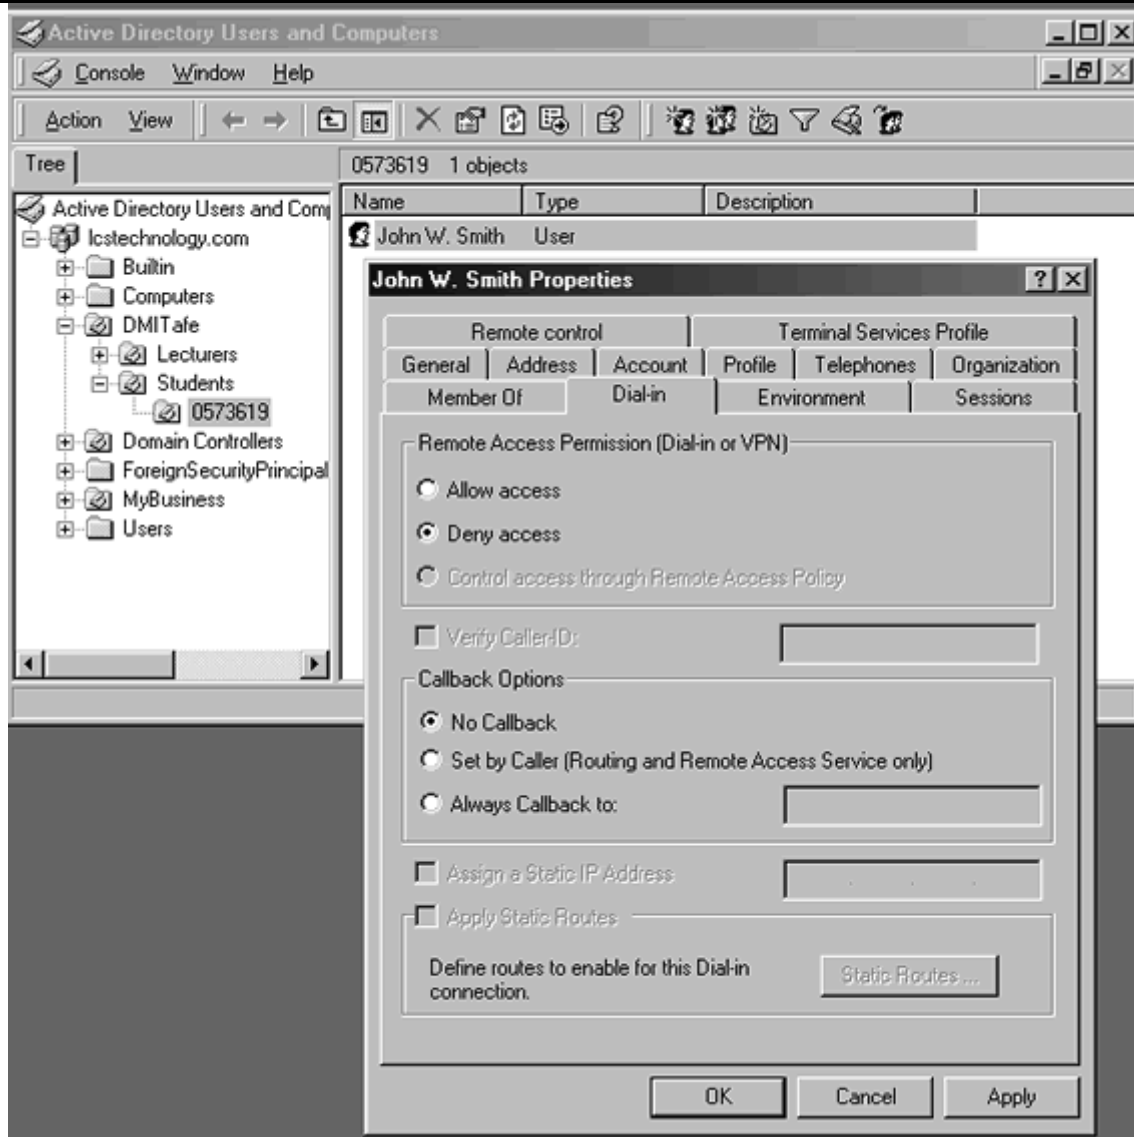 Active Directory Users and Computers
Console Window Help
Action View
Tree
0573619 1 objects
Name Type Description
Active Directory Users and Comp
lcstechnology.com
Builtin
Computers
DMITafe
Lecturers
Students
0573619
Domain Controllers
ForeignSecurityPrincipal
MyBusiness
Users
John W. Smith User
John W. Smith Properties
Remote control Terminal Services Profile
General Address Account Profile Telephones Organization
Member Of Dial-in Environment Sessions
Remote Access Permission (Dial-in or VPN)
Allow access
Deny access
Control access through Remote Access Policy
Verify Caller-ID:
Callback Options
No Callback
Set by Caller (Routing and Remote Access Service only)
Always Callback to:
Assign a Static IP Address
Apply Static Routes
Define routes to enable for this Dial-in
connection.
Static Routes ...
OK Cancel Apply